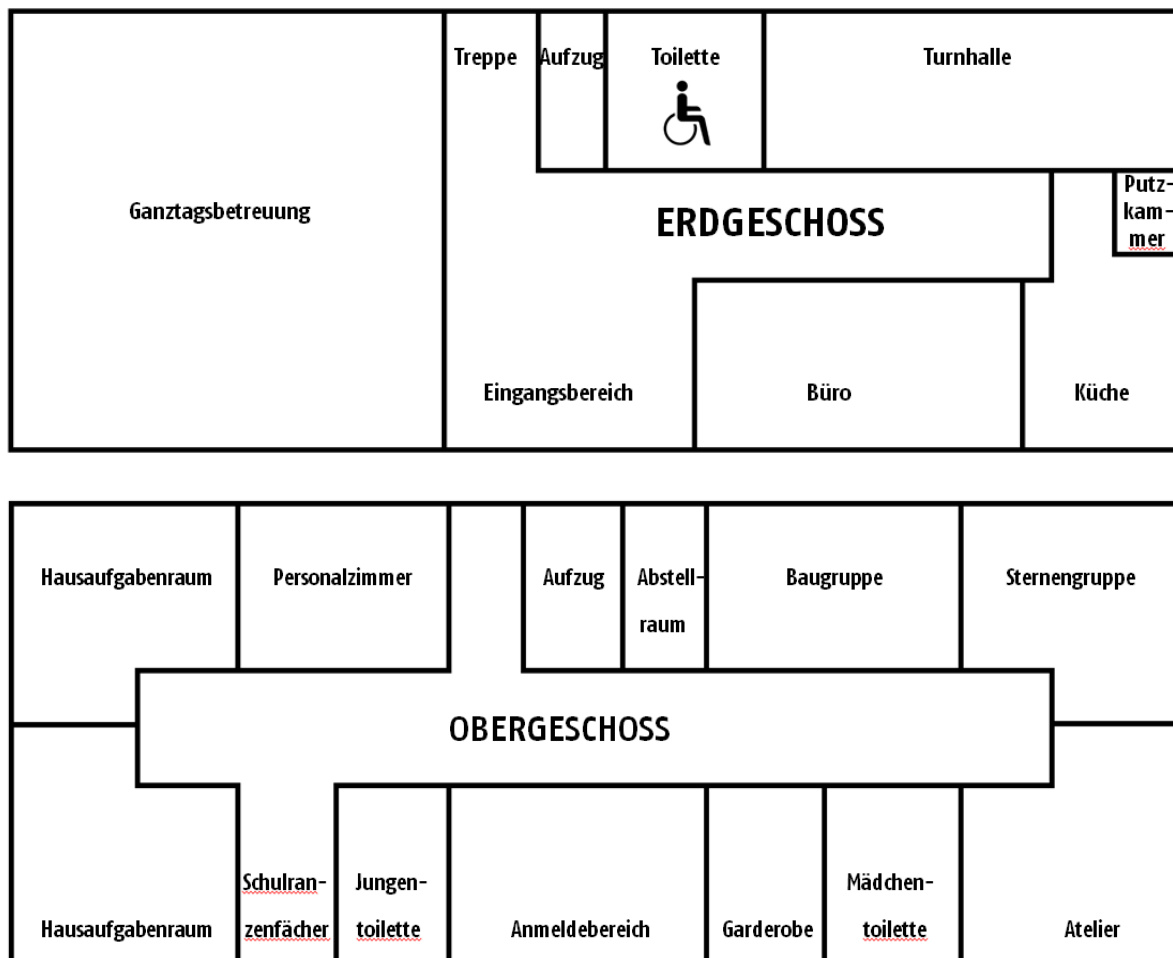 Treppe
Aufzug
Toilette
Turnhalle
Ganztagsbetreuung
ERDGESCHOSS
Putz-
kam-
mer
Eingangsbereich
Büro
Küche
Hausaufgabenraum
Personalzimmer
Aufzug
Abstell-
raum
Baugruppe
Sternengruppe
OBERGESCHOSS
Hausaufgabenraum
Schulran-
zenfächer
Jungen-
toilette
Anmeldebereich
Garderobe
Mädchen-
toilette
Atelier